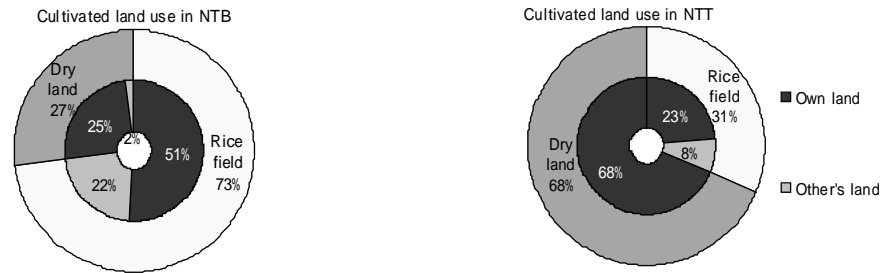 Cultivated land use in NTB
Dry
land
27%
25%
2%
51%
22%
Rice
field
73%
Cultivated land use in NTT
Rice
field
31%
23%
8%
Dry
land
68%
68%
Own land
Other's land